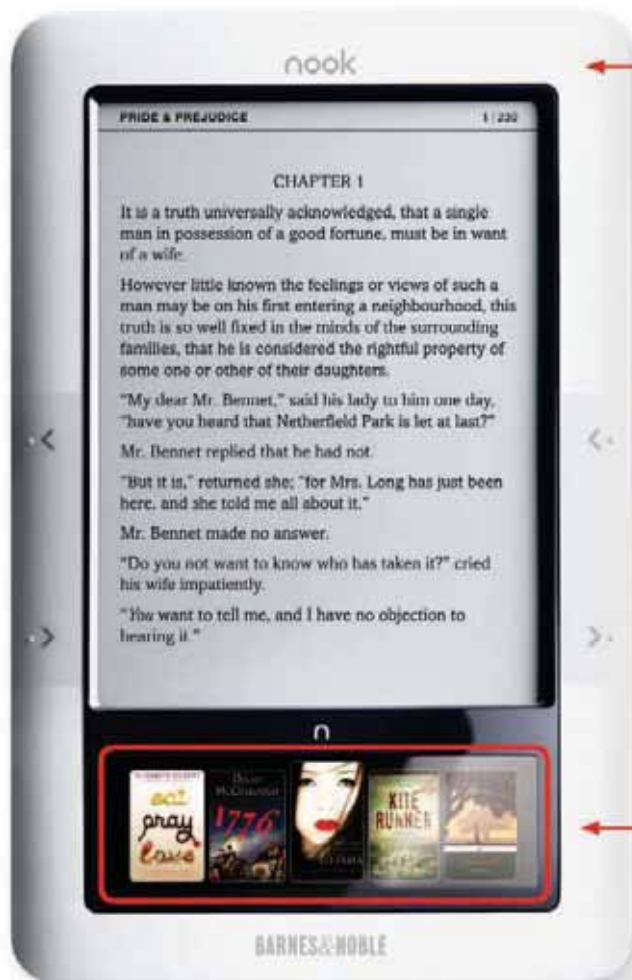 nook
PRIDE & PREJUDICE 1 | 230
CHAPTER 1
It is a truth universally acknowledged, that a single
man in possession of a good fortune, must be in want
of a wife.
However little known the feelings or views of such a
man may be on his first entering a neighbourhood, this
truth is so well fixed in the minds of the surrounding
families, that he is considered the rightful property of
some one or other of their daughters.
“My dear Mr. Bennet,” said his lady to him one day,
“have you heard that Netherfield Park is let at last?”
Mr. Bennet replied that he had not.
“But it is,” returned she; “for Mrs. Long has just been
here, and she told me all about it.”
Mr. Bennet made no answer.
“Do you not want to know who has taken it?” cried
his wife impatiently.
“You want to tell me, and I have no objection to
hearing it.”
n
ELIZABETH GILBERT
eat
pray
love
DAVID
McCULLOUGH
1776
GEISHA
KITE
RUNNER
BARNES&NOBLE